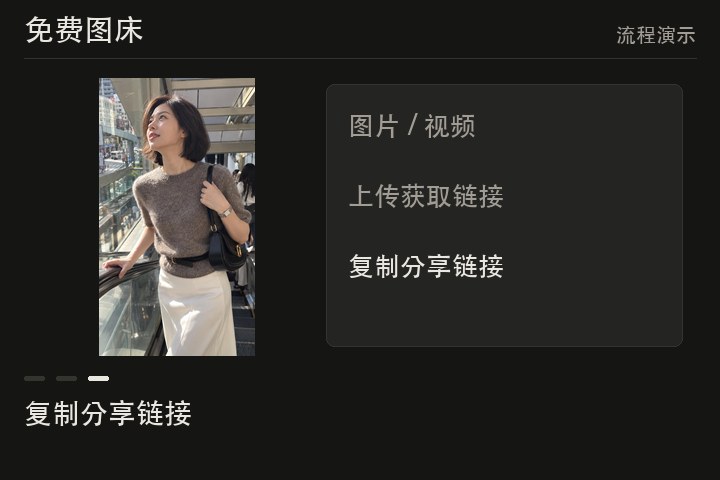 免费图床
流程演示
图片 / 视频
上传获取链接
复制分享链接
复制分享链接